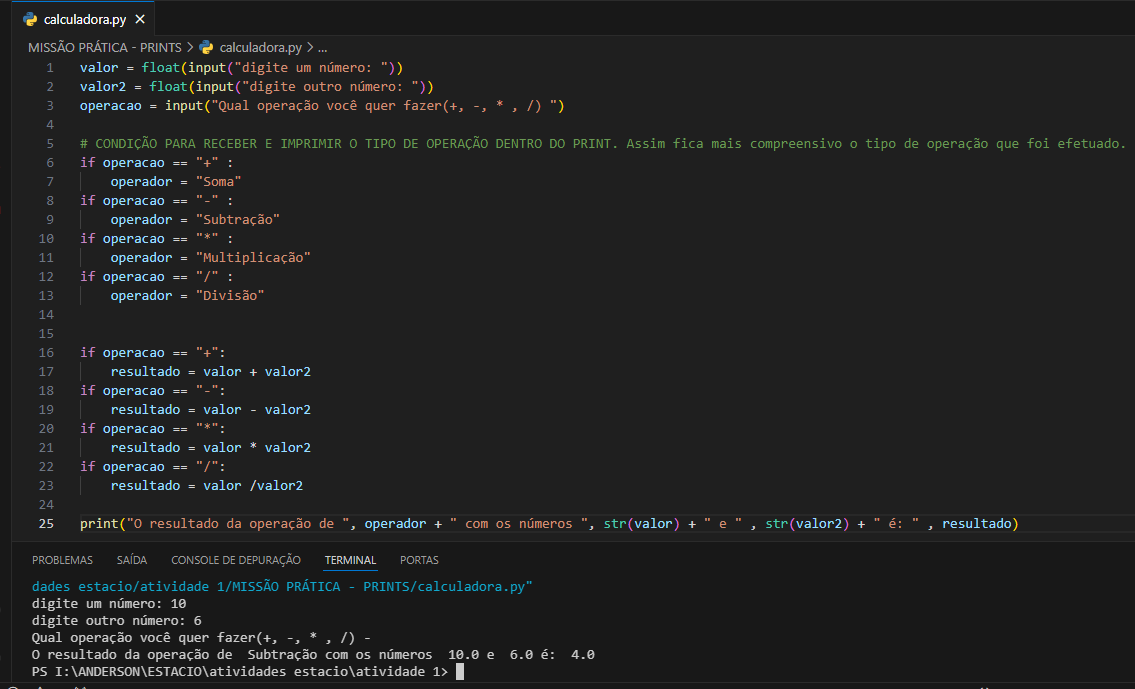 calculadora.py
MISSÃO PRÁTICA - PRINTS > calculadora.py > ...
1 valor = float(input("digite um número: "))
2 valor2 = float(input("digite outro número: "))
3 operacao = input("Qual operação você quer fazer(+, -, * , /) ")
4
5 # CONDIÇÃO PARA RECEBER E IMPRIMIR O TIPO DE OPERAÇÃO DENTRO DO PRINT. Assim fica mais compreensivo o tipo de operação que foi efetuado.
6 if operacao == "+" :
7     operador = "Soma"
8 if operacao == "-" :
9     operador = "Subtração"
10 if operacao == "*" :
11     operador = "Multiplicação"
12 if operacao == "/" :
13     operador = "Divisão"
14
15
16 if operacao == "+":
17     resultado = valor + valor2
18 if operacao == "-":
19     resultado = valor - valor2
20 if operacao == "*":
21     resultado = valor * valor2
22 if operacao == "/":
23     resultado = valor /valor2
24
25 print("O resultado da operação de ", operador + " com os números ", str(valor) + " e " , str(valor2) + " é: " , resultado)
PROBLEMAS SAÍDA CONSOLE DE DEPURAÇÃO TERMINAL PORTAS
dades estacio/atividade 1/MISSÃO PRÁTICA - PRINTS/calculadora.py"
digite um número: 10
digite outro número: 6
Qual operação você quer fazer(+, -, * , /) -
O resultado da operação de  Subtração com os números  10.0 e  6.0 é:  4.0
PS I:\ANDERSON\ESTACIO\atividades estacio\atividade 1>